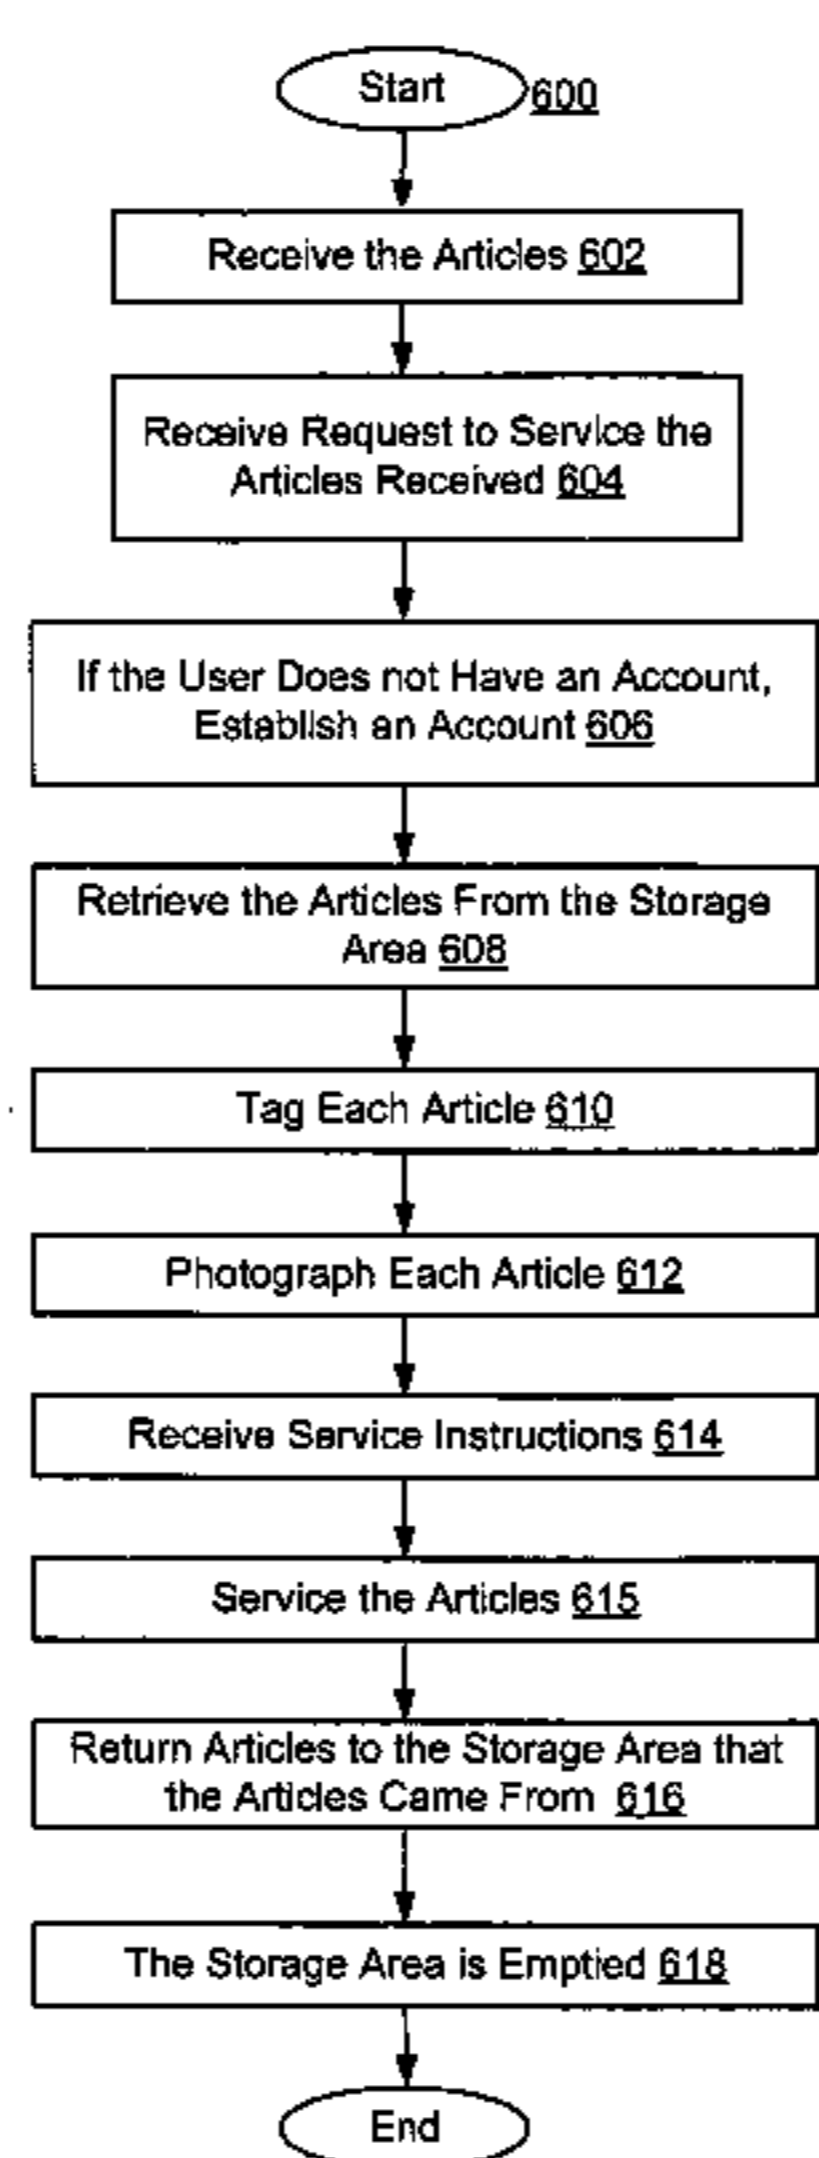 Start 600
Receive the Articles 602
Receive Request to Service the
Articles Received 604
If the User Does not Have an Account,
Establish an Account 606
Retrieve the Articles From the Storage
Area 608
Tag Each Article 610
Photograph Each Article 612
Receive Service Instructions 614
Service the Articles 615
Return Articles to the Storage Area that
the Articles Came From 616
The Storage Area is Emptied 618
End